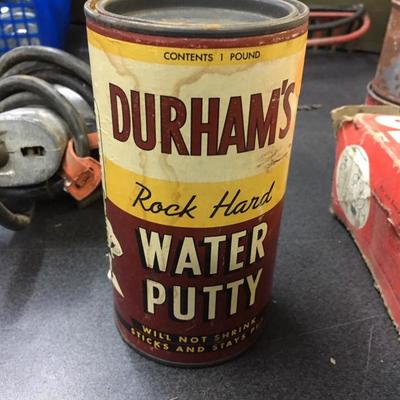 CONTENTS 1 POUND
DURHAM'S
Rock Hard
WATER
PUTTY
WILL NOT SHRINK
STICKS AND STAYS